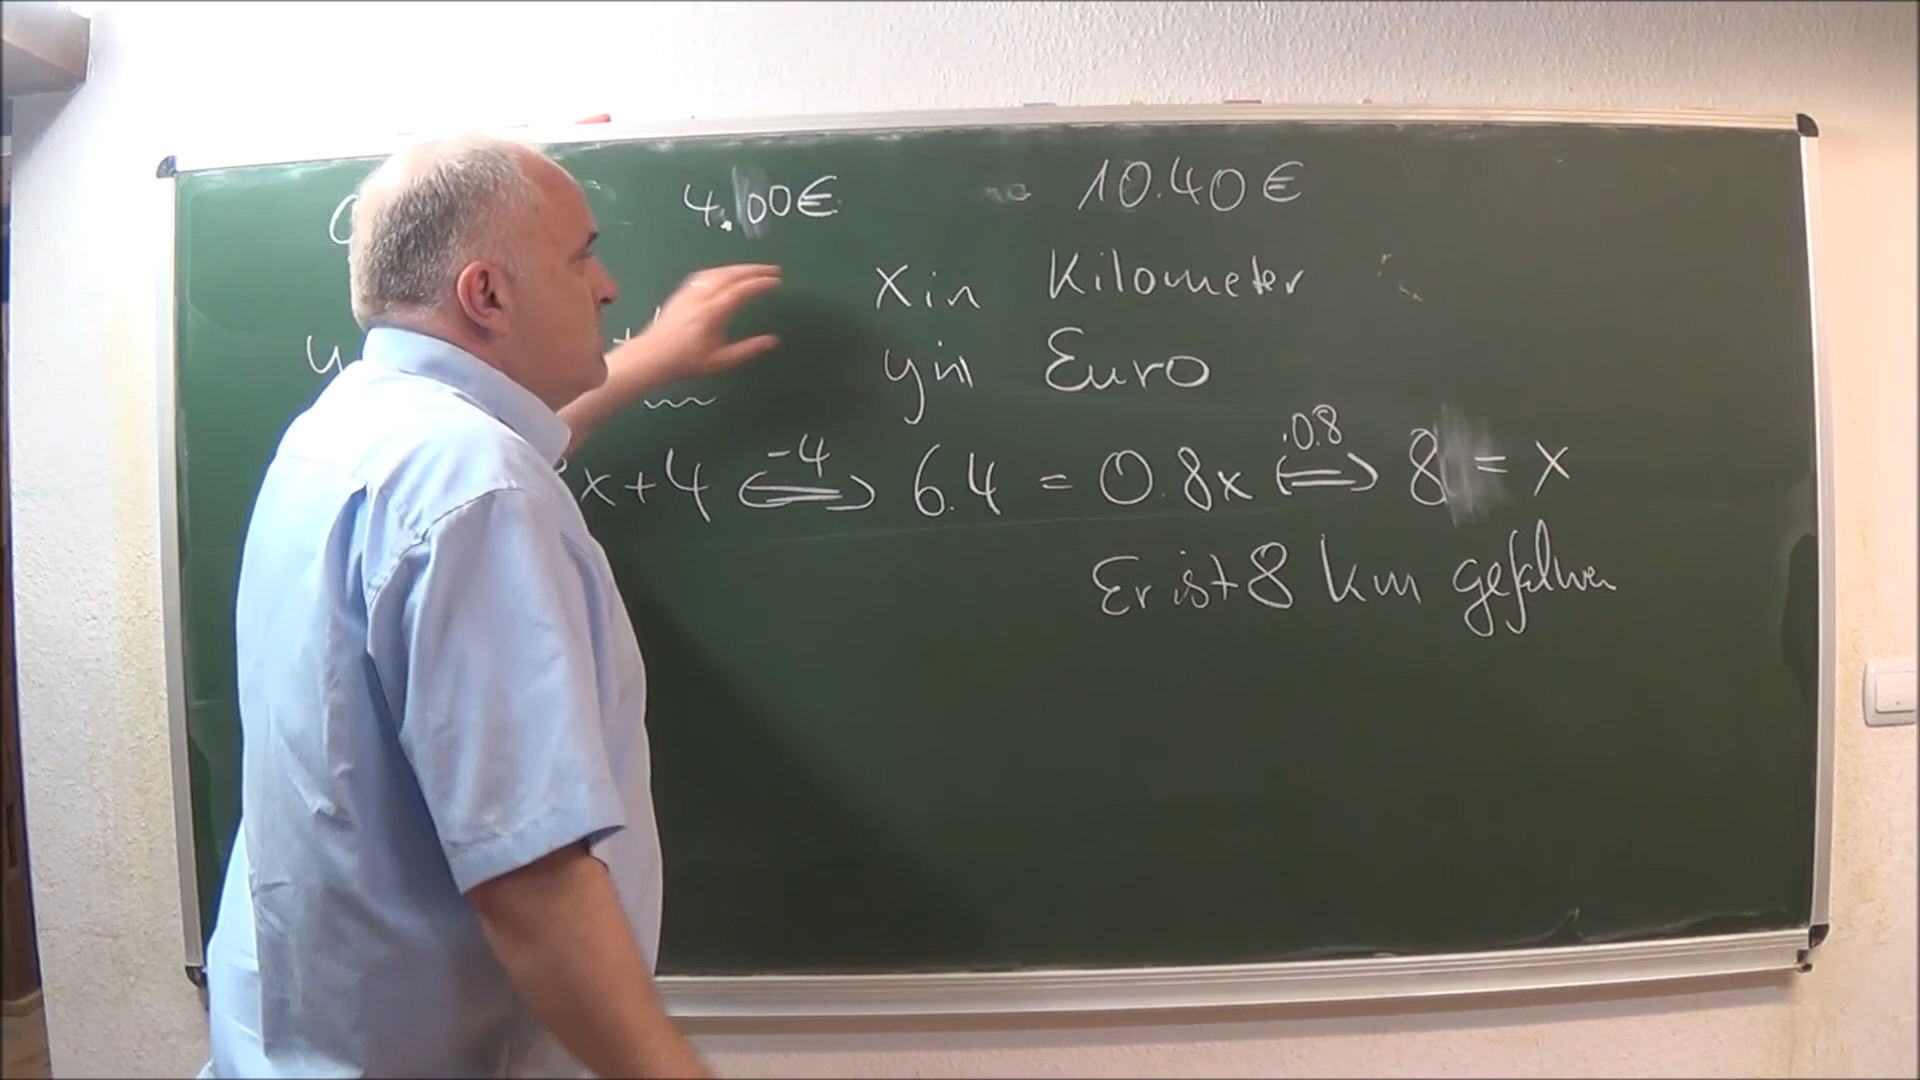 4.00€ 10.40€
x in Kilometer
y in Euro
x+4 ⟺ -4 6.4 = 0.8x ⟺ :0.8 8 = x
Er ist 8 km gefahren